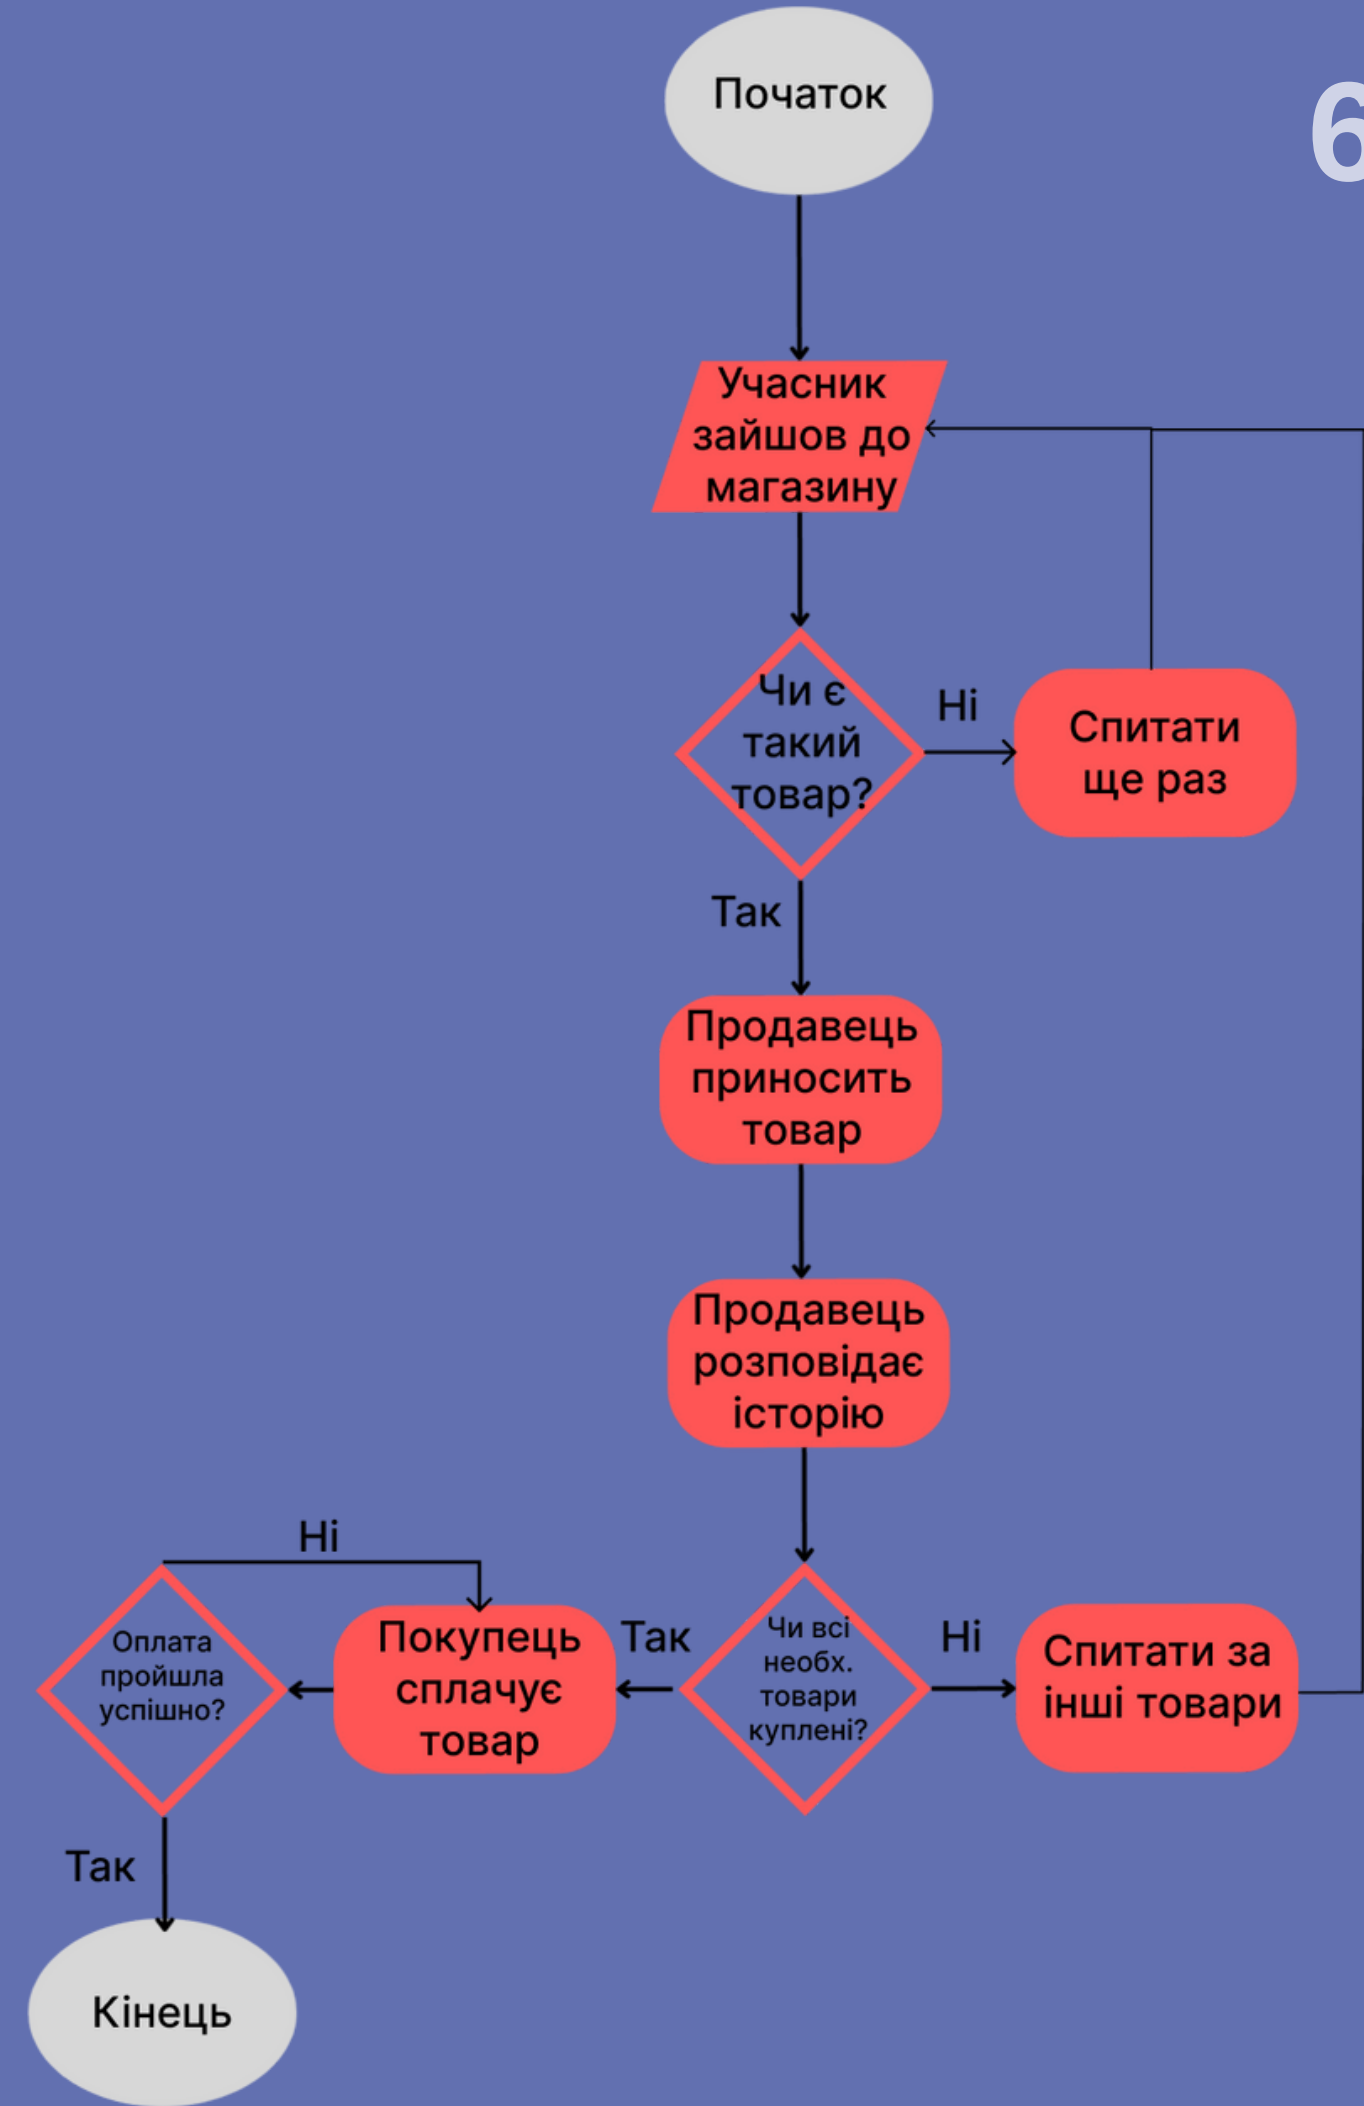 Початок
6
Учасник
зайшов до
магазину
Чи є
такий
товар?
Ні
Спитати
ще раз
Так
Продавець
приносить
товар
Продавець
розповідає
історію
Ні
Оплата
пройшла
успішно?
Покупець
сплачує
товар
Так
Чи всі
необх.
товари
куплені?
Ні
Спитати за
інші товари
Так
Кінець